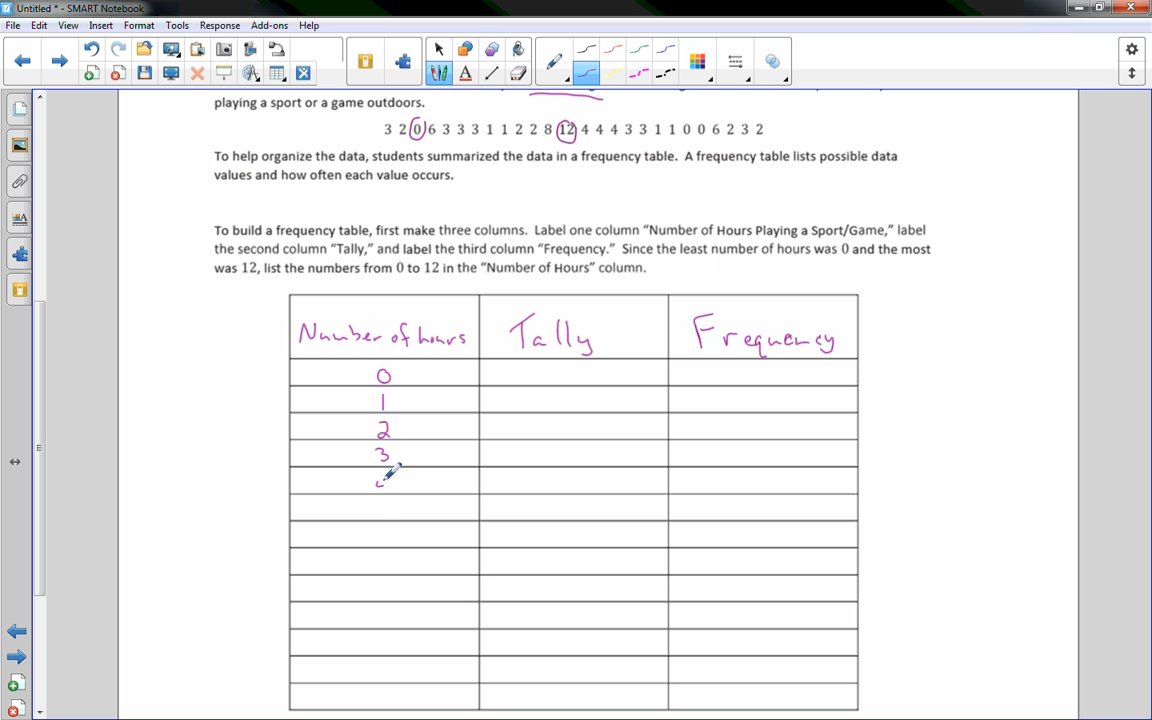 Untitled * - SMART Notebook
File Edit View Insert Format Tools Response Add-ons Help
playing a sport or a game outdoors.
3 2 0 6 3 3 3 1 1 2 2 8 12 4 4 4 3 3 1 1 0 0 6 2 3 2
To help organize the data, students summarized the data in a frequency table. A frequency table lists possible data
values and how often each value occurs.
To build a frequency table, first make three columns. Label one column “Number of Hours Playing a Sport/Game,” label
the second column “Tally,” and label the third column “Frequency.” Since the least number of hours was 0 and the most
was 12, list the numbers from 0 to 12 in the “Number of Hours” column.
Number of hours Tally Frequency
0
1
2
3